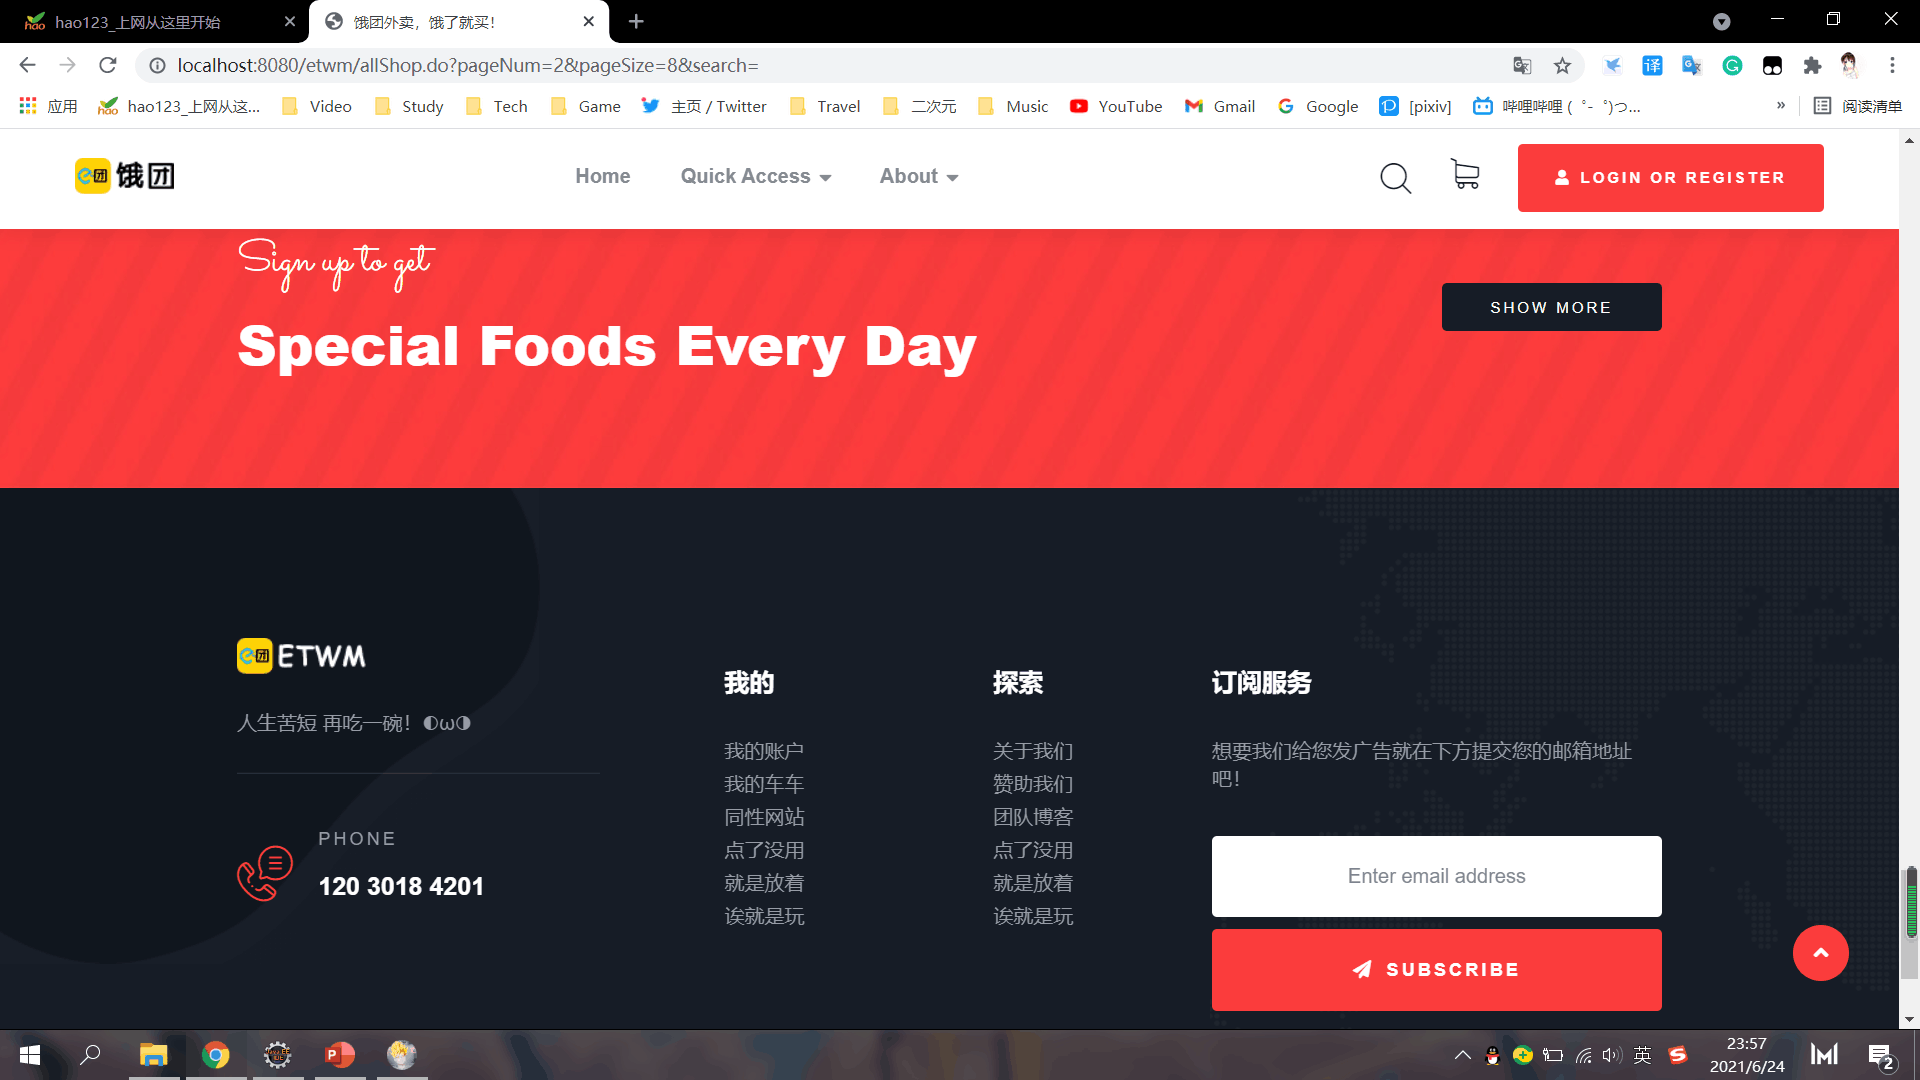 hao123_上网从这里开始
饿团外卖，饿了就买！
localhost:8080/etwm/allShop.do?pageNum=2&pageSize=8&search=
应用 hao123_上网从这... Video Study Tech Game 主页 / Twitter Travel 二次元 Music YouTube Gmail Google [pixiv] 哔哩哔哩 (゜-゜)つ... » 阅读清单
e团 饿团 Home Quick Access About LOGIN OR REGISTER
Sign up to get
Special Foods Every Day
SHOW MORE
e团 ETWM
人生苦短 再吃一碗！◐ω◑
PHONE
120 3018 4201
我的
我的账户
我的车车
同性网站
点了没用
就是放着
诶就是玩
探索
关于我们
赞助我们
团队博客
点了没用
就是放着
诶就是玩
订阅服务
想要我们给您发广告就在下方提交您的邮箱地址
吧！
Enter email address
SUBSCRIBE
英
23:57
2021/6/24
2